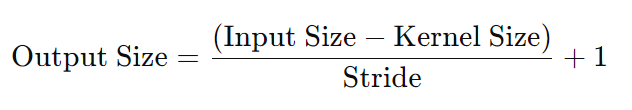 Output Size = (Input Size − Kernel Size) / Stride + 1